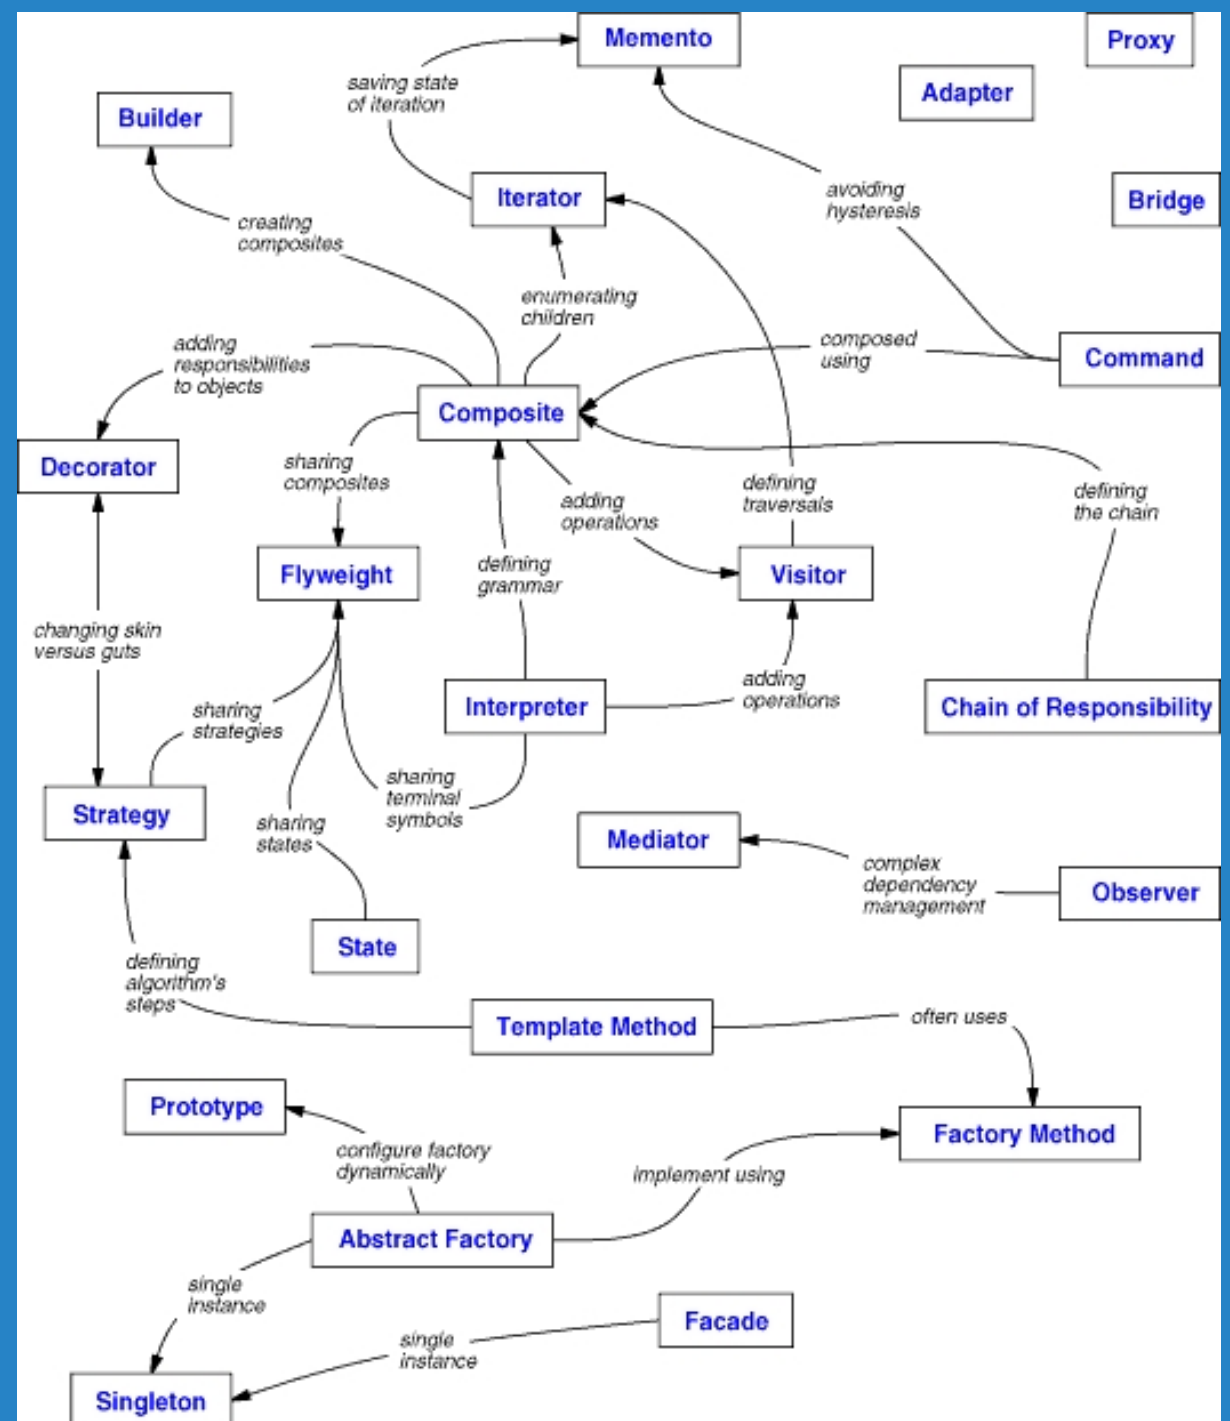 Memento
Proxy
saving state
of iteration
Adapter
Builder
Iterator
avoiding
hysteresis
Bridge
creating
composites
enumerating
children
adding
responsibilities
to objects
composed
using
Command
Composite
Decorator
sharing
composites
adding
operations
defining
traversals
defining
the chain
Flyweight
defining
grammar
Visitor
changing skin
versus guts
Interpreter
adding
operations
Chain of Responsibility
sharing
strategies
sharing
terminal
symbols
Strategy
sharing
states
Mediator
complex
dependency
management
Observer
State
defining
algorithm's
steps
Template Method
often uses
Prototype
Factory Method
configure factory
dynamically
implement using
Abstract Factory
single
instance
Facade
single
instance
Singleton